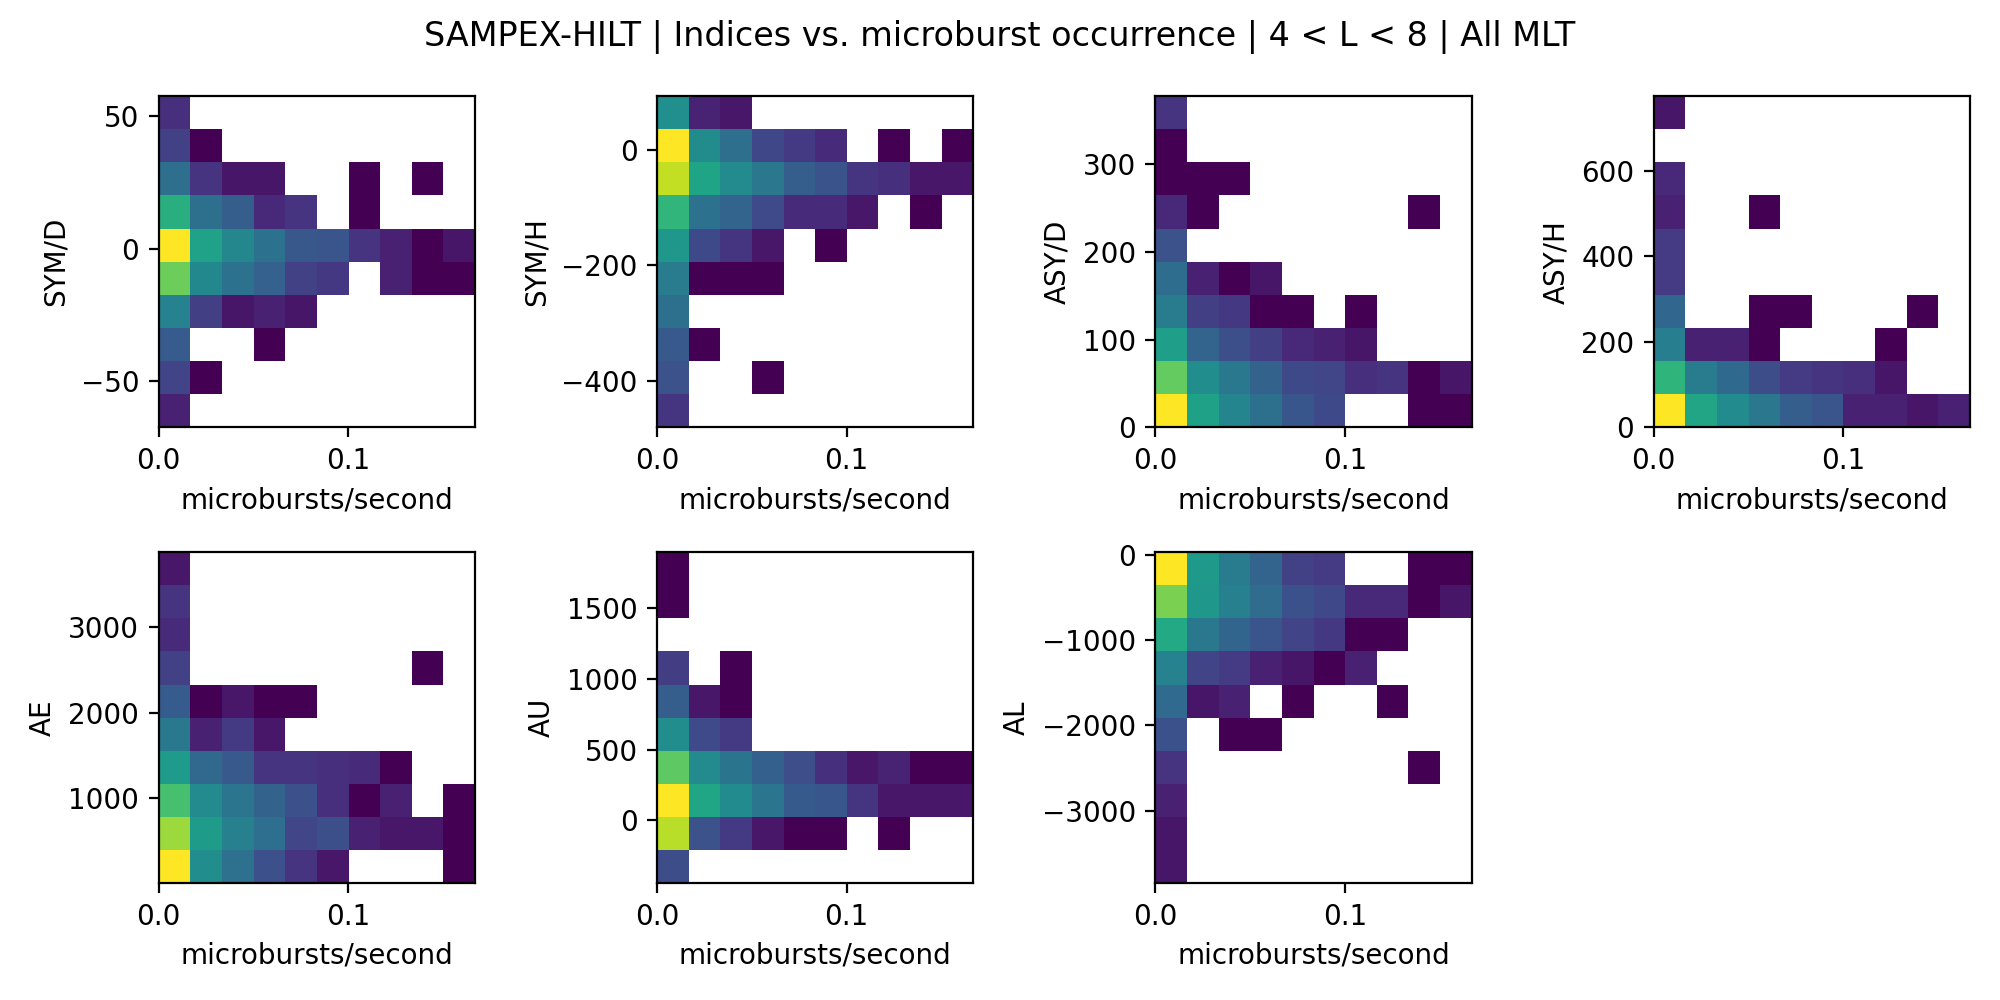 SAMPEX-HILT | Indices vs. microburst occurrence | 4 < L < 8 | All MLT
SYM/D
50
0
−50
0.0 0.1
microbursts/second
SYM/H
0
−200
−400
0.0 0.1
microbursts/second
ASY/D
300
200
100
0
0.0 0.1
microbursts/second
ASY/H
600
400
200
0
0.0 0.1
microbursts/second
AE
3000
2000
1000
0.0 0.1
microbursts/second
AU
1500
1000
500
0
0.0 0.1
microbursts/second
AL
0
−1000
−2000
−3000
0.0 0.1
microbursts/second